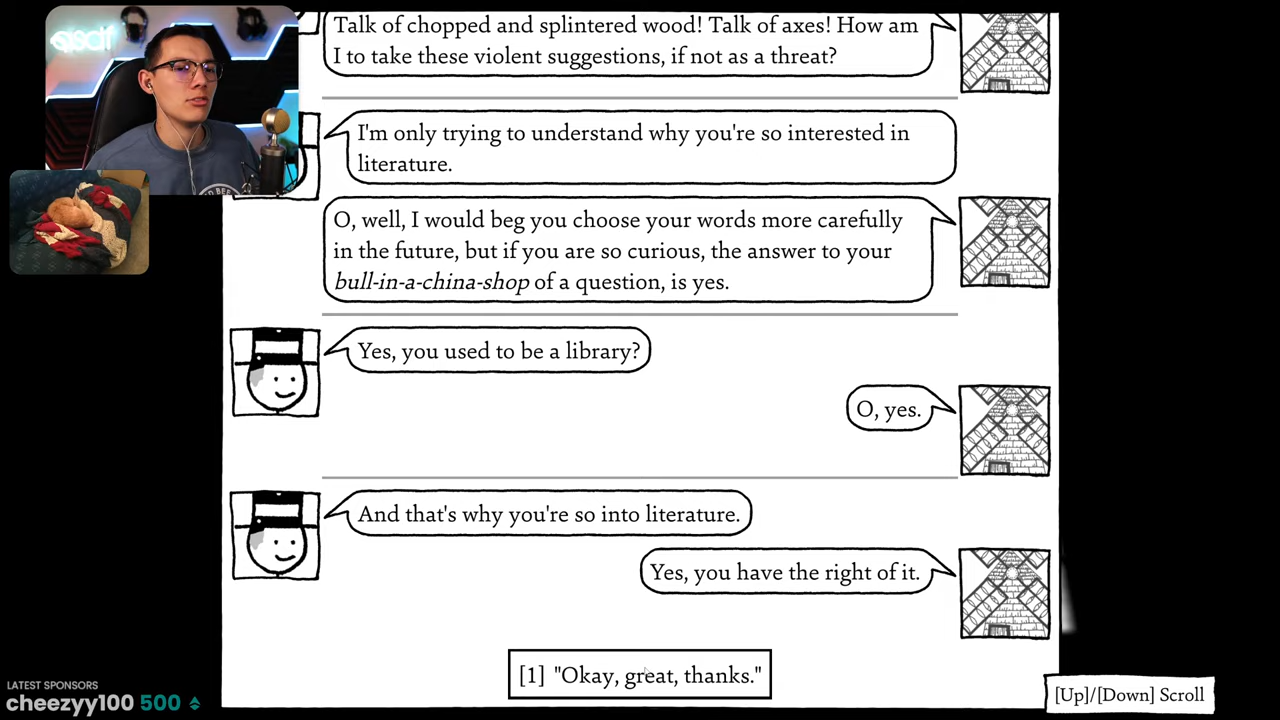 Talk of chopped and splintered wood! Talk of axes! How am
I to take these violent suggestions, if not as a threat?
I'm only trying to understand why you're so interested in
literature.
O, well, I would beg you choose your words more carefully
in the future, but if you are so curious, the answer to your
bull-in-a-china-shop of a question, is yes.
Yes, you used to be a library?
O, yes.
And that's why you're so into literature.
Yes, you have the right of it.
[1] "Okay, great, thanks."
[Up]/[Down] Scroll
LATEST SPONSORS
cheezyy100 500